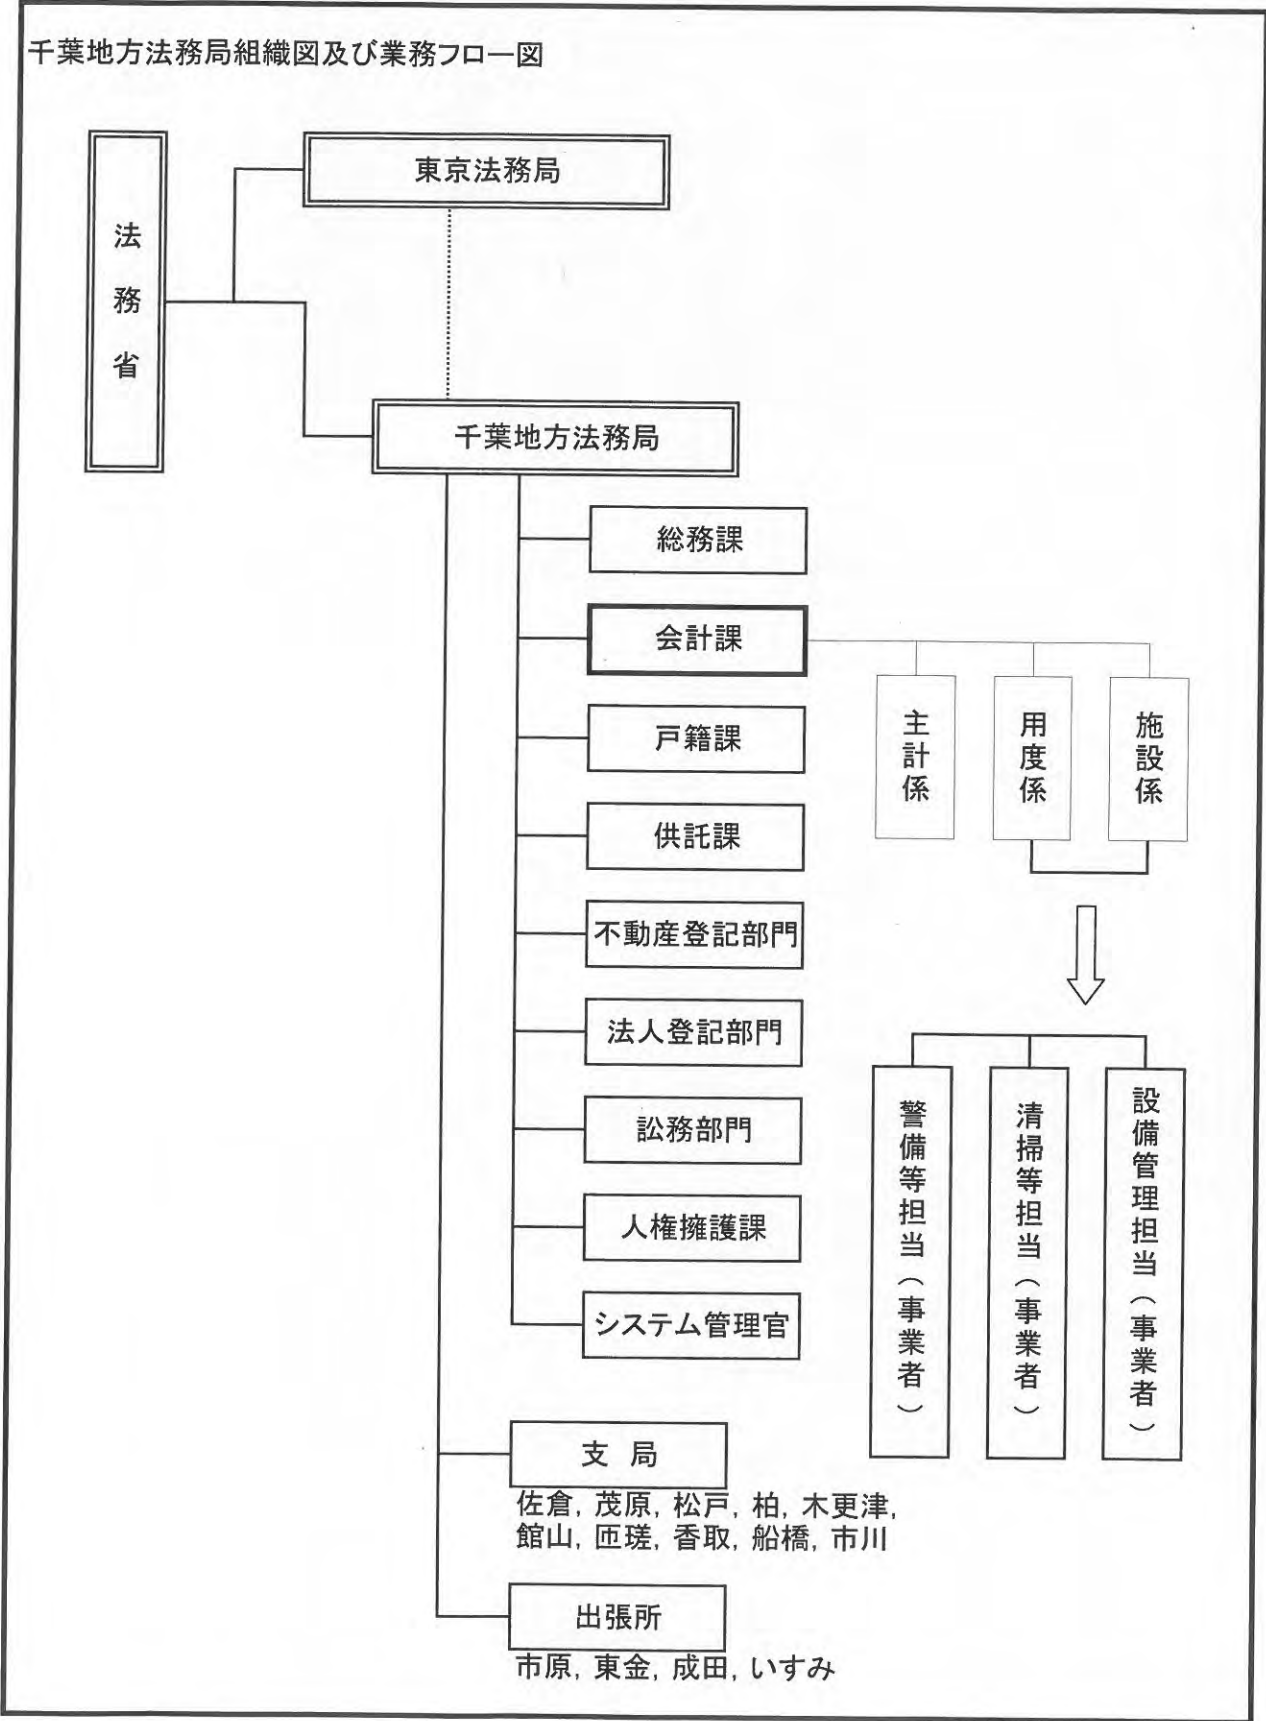 千葉地方法務局組織図及び業務フロー図
法務省
東京法務局
千葉地方法務局
総務課
会計課
主計係
用度係
施設係
戸籍課
供託課
不動産登記部門
法人登記部門
訟務部門
人権擁護課
システム管理官
警備等担当（事業者）
清掃等担当（事業者）
設備管理担当（事業者）
支 局
佐倉, 茂原, 松戸, 柏, 木更津,
館山, 匝瑳, 香取, 船橋, 市川
出張所
市原, 東金, 成田, いすみ